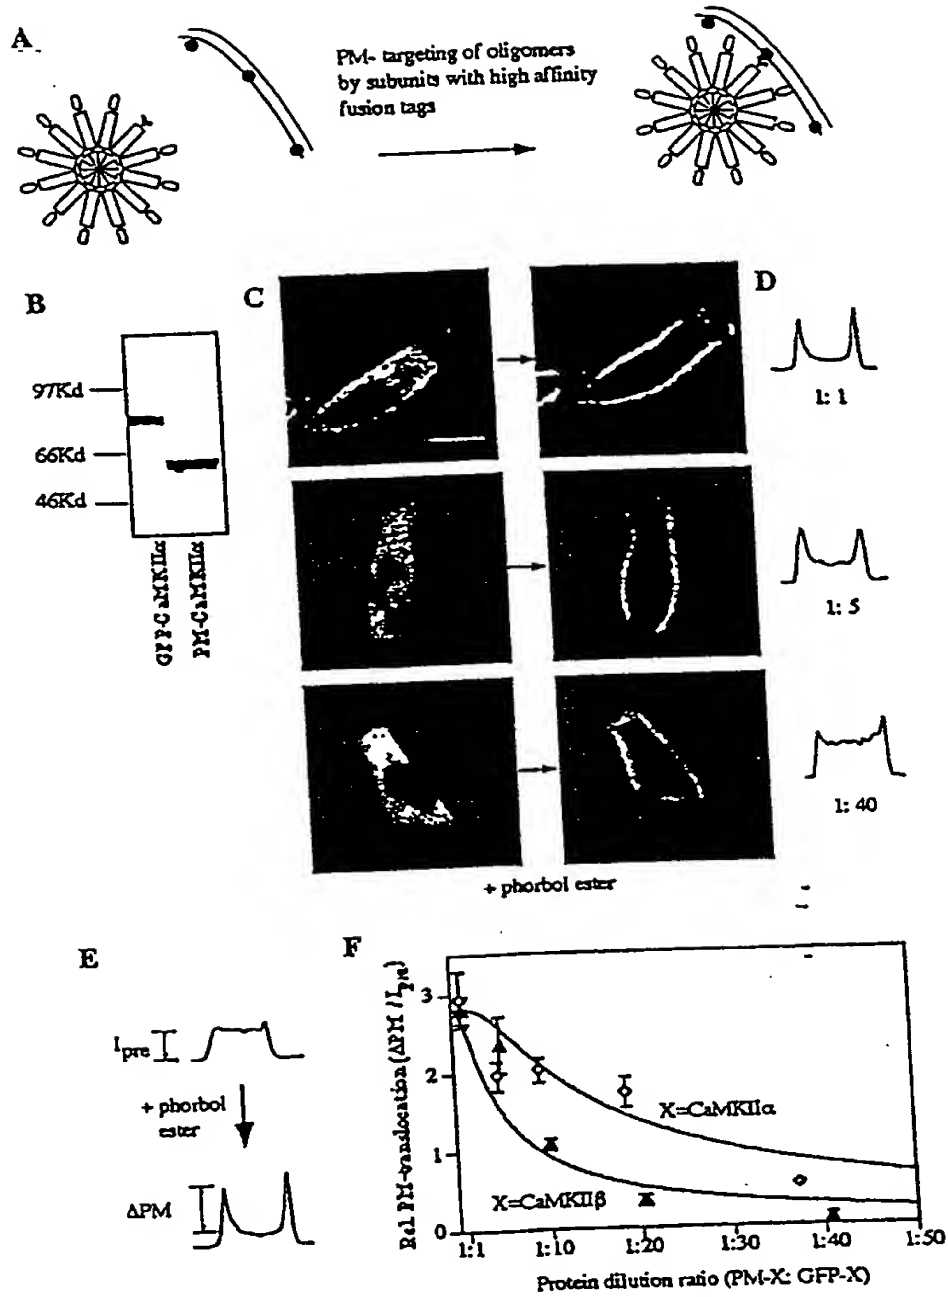 A
PM- targeting of oligomers
by subunits with high affinity
fusion tags
B
97Kd
66Kd
46Kd
GFP-CaMKIIα
PM-CaMKIIα
C
D
1: 1
1: 5
1: 40
+ phorbol ester
E
Ipre
+ phorbol
ester
ΔPM
F
Rel PM-translocation (ΔPM / Ipre)
3
2
1
0
X=CaMKIIα
X=CaMKIIβ
1:1
1:10
1:20
1:30
1:40
1:50
Protein dilution ratio (PM-X: GFP-X)